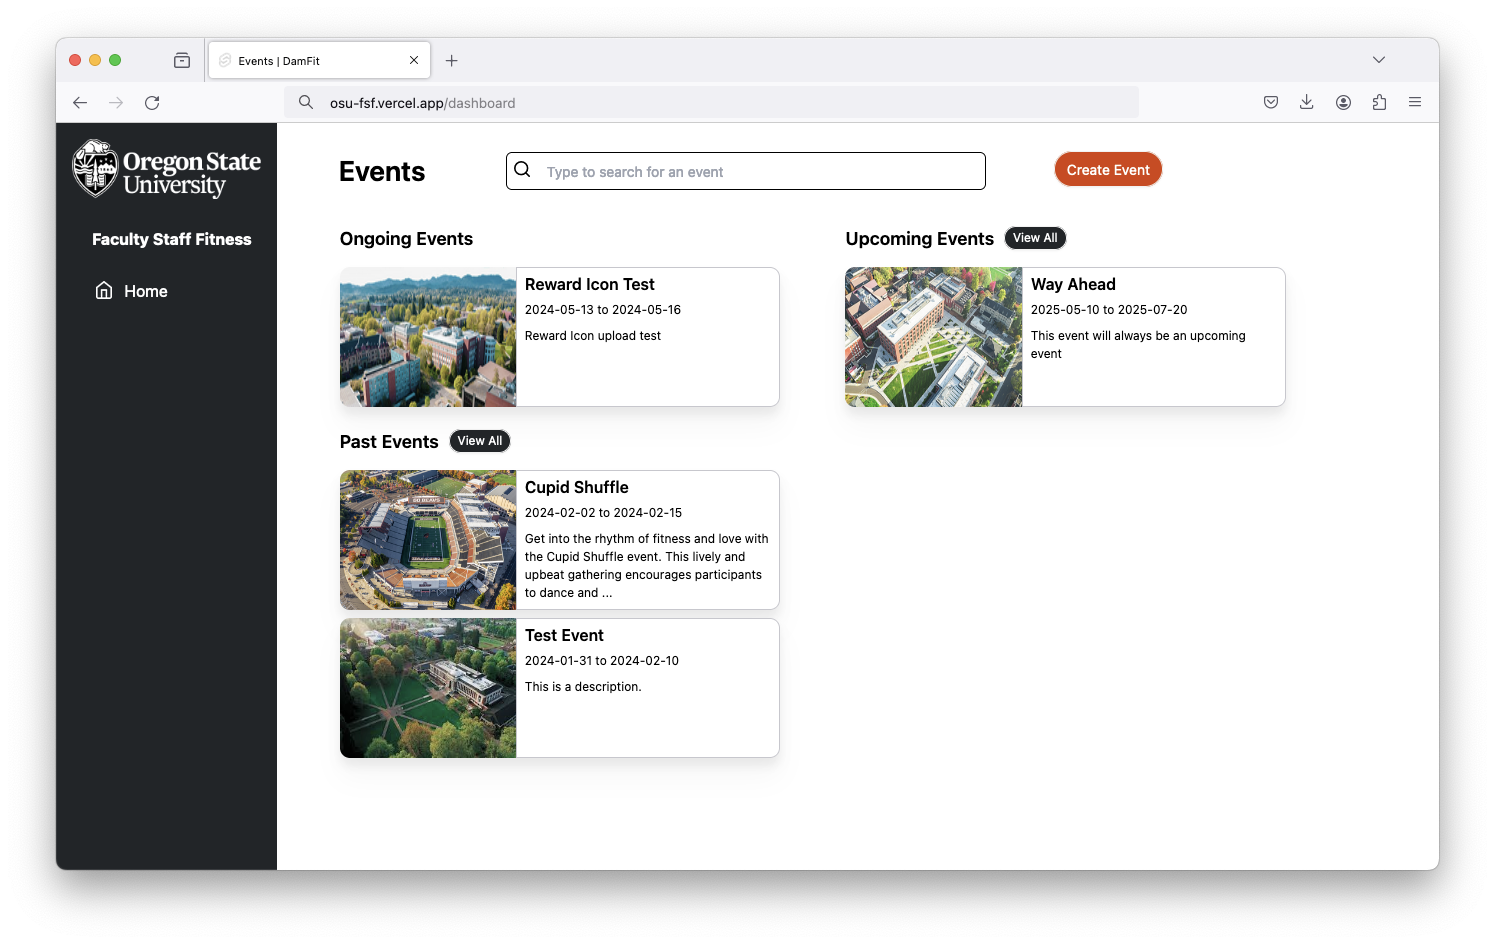 Events | DamFit
osu-fsf.vercel.app/dashboard
Oregon State
University
Faculty Staff Fitness
Home
Events
Type to search for an event
Create Event
Ongoing Events
Reward Icon Test
2024-05-13 to 2024-05-16
Reward Icon upload test
Upcoming Events
View All
Way Ahead
2025-05-10 to 2025-07-20
This event will always be an upcoming
event
Past Events
View All
Cupid Shuffle
2024-02-02 to 2024-02-15
Get into the rhythm of fitness and love with
the Cupid Shuffle event. This lively and
upbeat gathering encourages participants
to dance and ...
Test Event
2024-01-31 to 2024-02-10
This is a description.